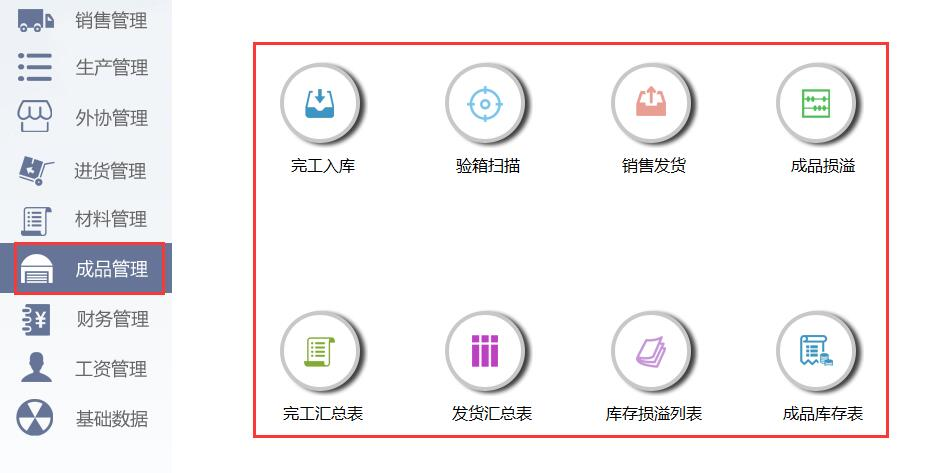 销售管理
生产管理
外协管理
进货管理
材料管理
成品管理
财务管理
工资管理
基础数据
完工入库
验箱扫描
销售发货
成品损溢
完工汇总表
发货汇总表
库存损溢列表
成品库存表